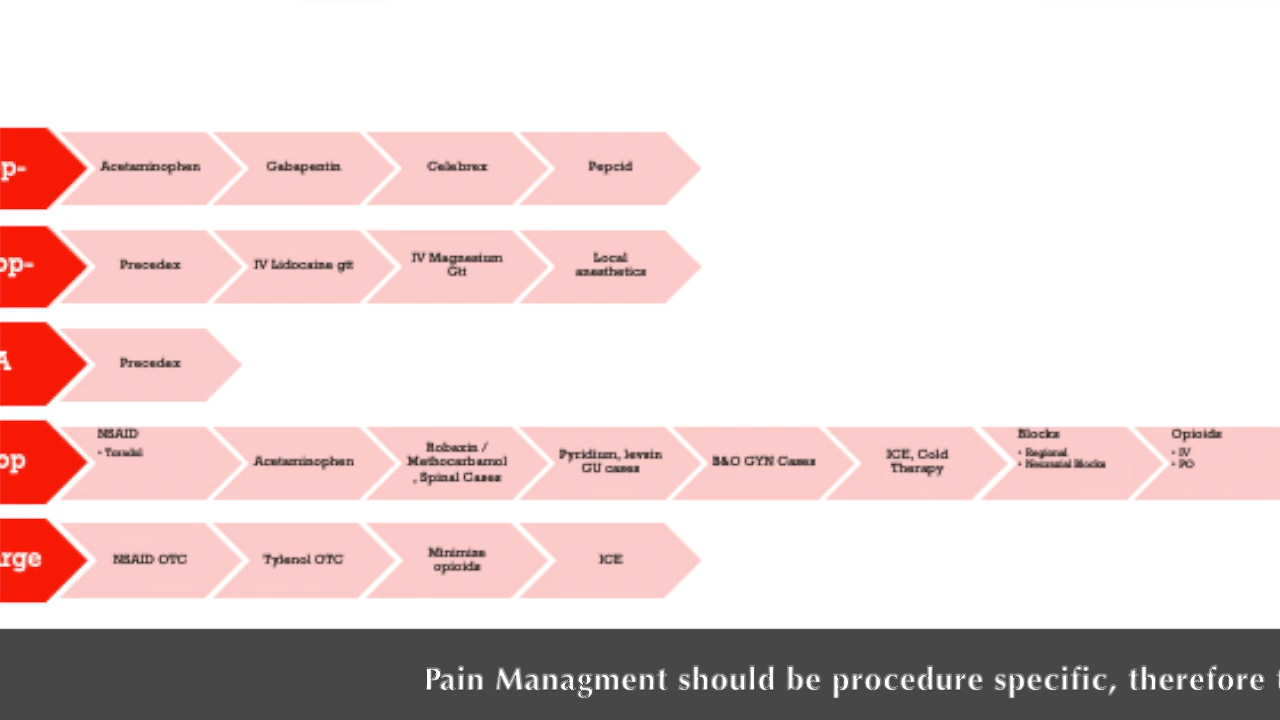 p-
Acetaminophen
Gabapentin
Celebrex
Pepcid
op-
Precedex
IV Lidocaine gtt
IV Magnesium
Gtt
Local
anesthetics
A
Precedex
op
NSAID
• Toradol
Acetaminophen
Robaxin /
Methocarbamol
, Spinal Cases
Pyridium, levsin
GU cases
B&O GYN Cases
ICE, Cold
Therapy
Blocks
• Regional
• Neuraxial Blocks
Opioids
• IV
• PO
rge
NSAID OTC
Tylenol OTC
Minimize
opioids
ICE
Pain Managment should be procedure specific, therefore t